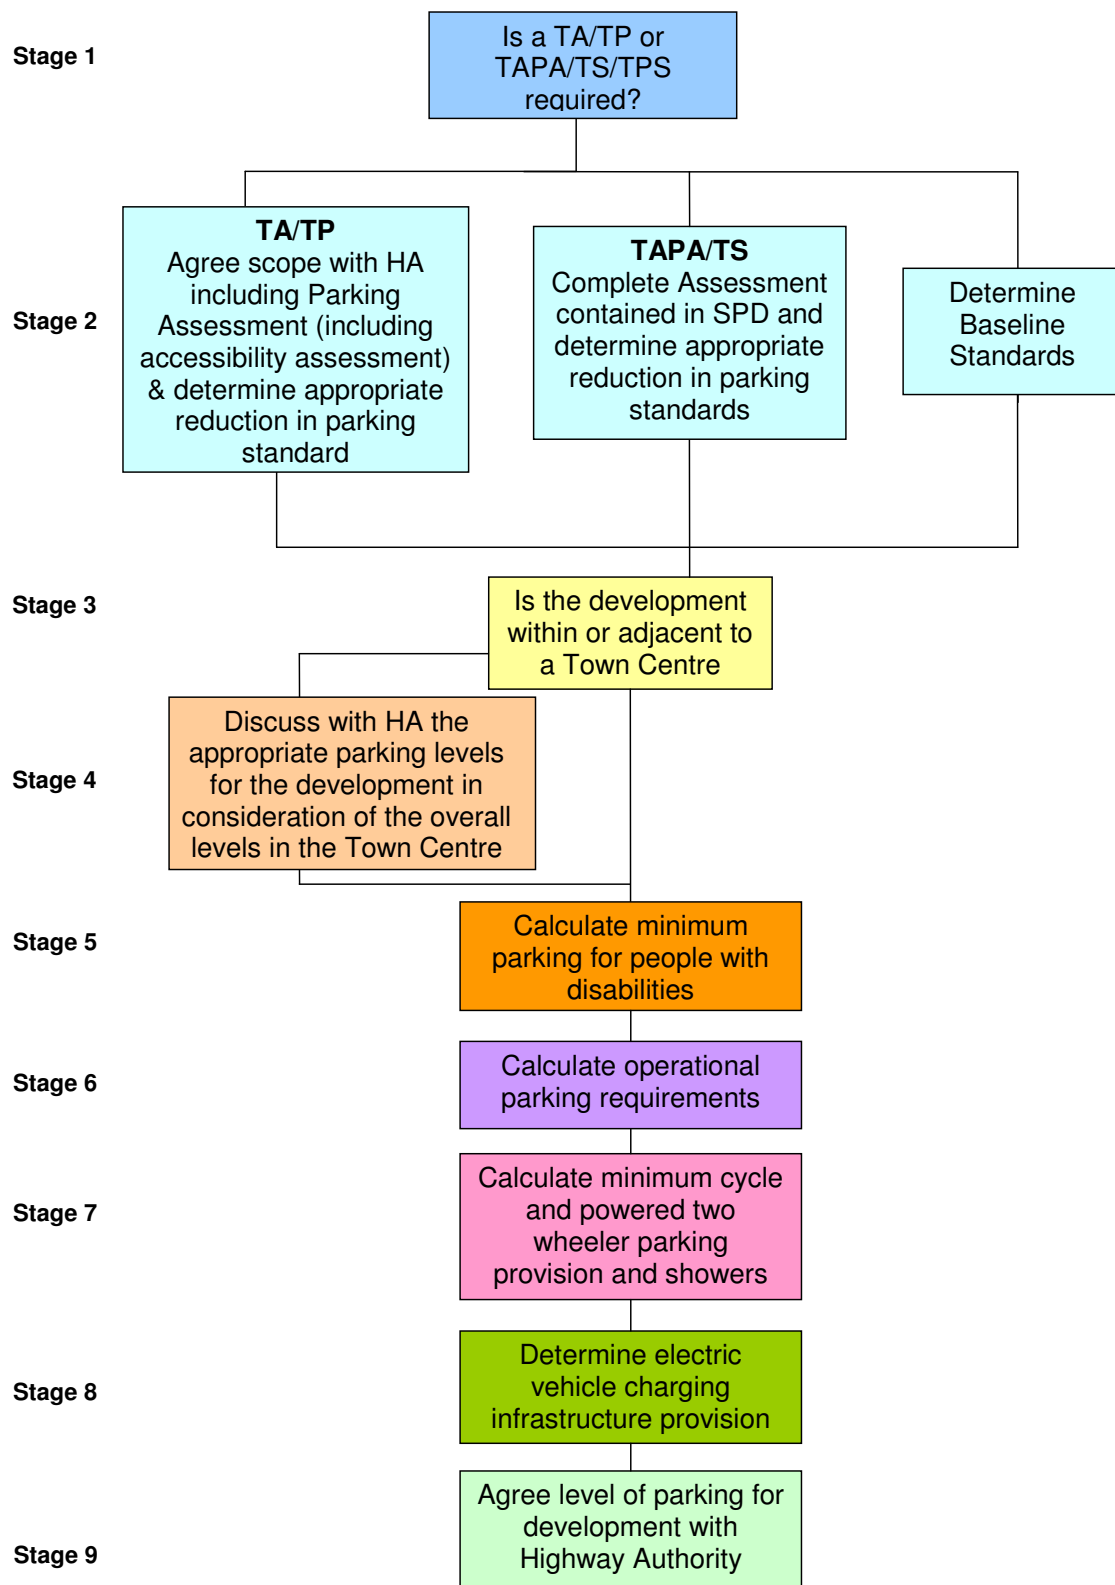 Stage 1
Is a TA/TP or
TAPA/TS/TPS
required?
Stage 2
TA/TP
Agree scope with HA
including Parking
Assessment (including
accessibility assessment)
& determine appropriate
reduction in parking
standard
TAPA/TS
Complete Assessment
contained in SPD and
determine appropriate
reduction in parking
standards
Determine
Baseline
Standards
Stage 3
Is the development
within or adjacent to
a Town Centre
Stage 4
Discuss with HA the
appropriate parking levels
for the development in
consideration of the overall
levels in the Town Centre
Stage 5
Calculate minimum
parking for people with
disabilities
Stage 6
Calculate operational
parking requirements
Stage 7
Calculate minimum cycle
and powered two
wheeler parking
provision and showers
Stage 8
Determine electric
vehicle charging
infrastructure provision
Stage 9
Agree level of parking for
development with
Highway Authority